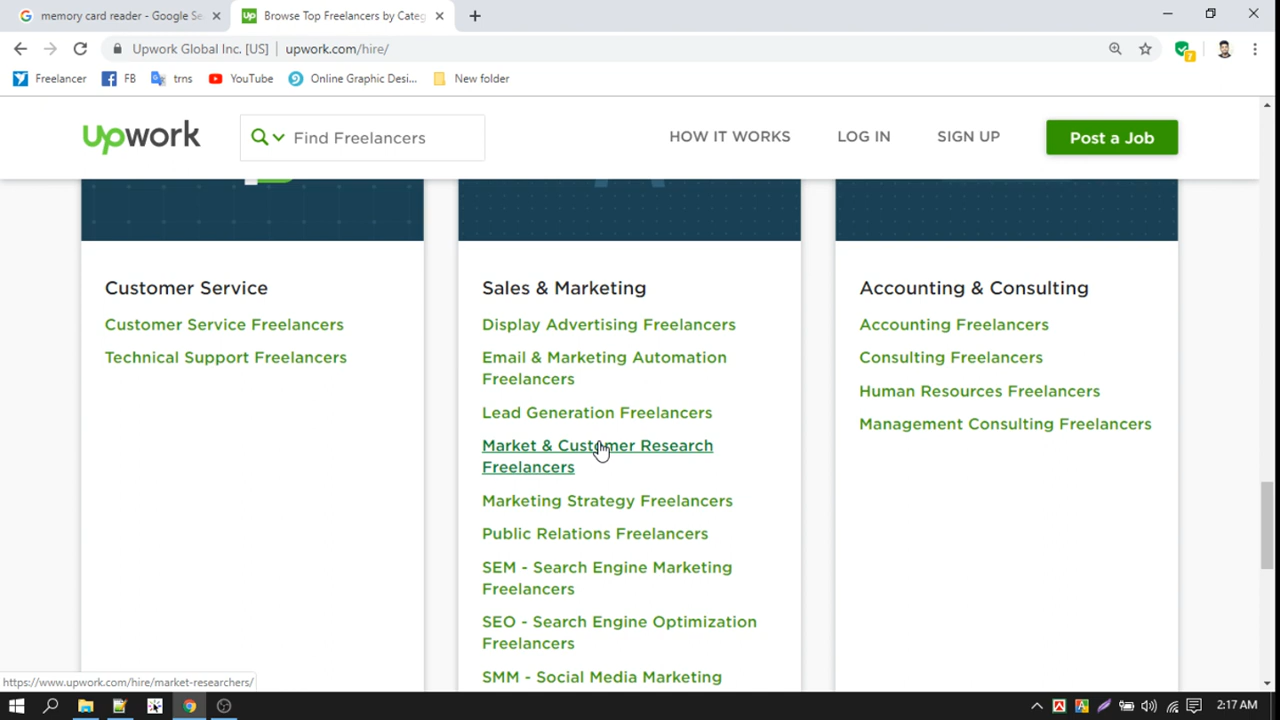 memory card reader - Google Se
Browse Top Freelancers by Categ
Upwork Global Inc. [US] | upwork.com/hire/
7
Freelancer
FB
trns
YouTube
Online Graphic Desi...
New folder
upwork
Find Freelancers
HOW IT WORKS
LOG IN
SIGN UP
Post a Job
Customer Service
Customer Service Freelancers
Technical Support Freelancers
Sales & Marketing
Display Advertising Freelancers
Email & Marketing Automation
Freelancers
Lead Generation Freelancers
Market & Customer Research
Freelancers
Marketing Strategy Freelancers
Public Relations Freelancers
SEM - Search Engine Marketing
Freelancers
SEO - Search Engine Optimization
Freelancers
SMM - Social Media Marketing
Accounting & Consulting
Accounting Freelancers
Consulting Freelancers
Human Resources Freelancers
Management Consulting Freelancers
https://www.upwork.com/hire/market-researchers/
2:17 AM